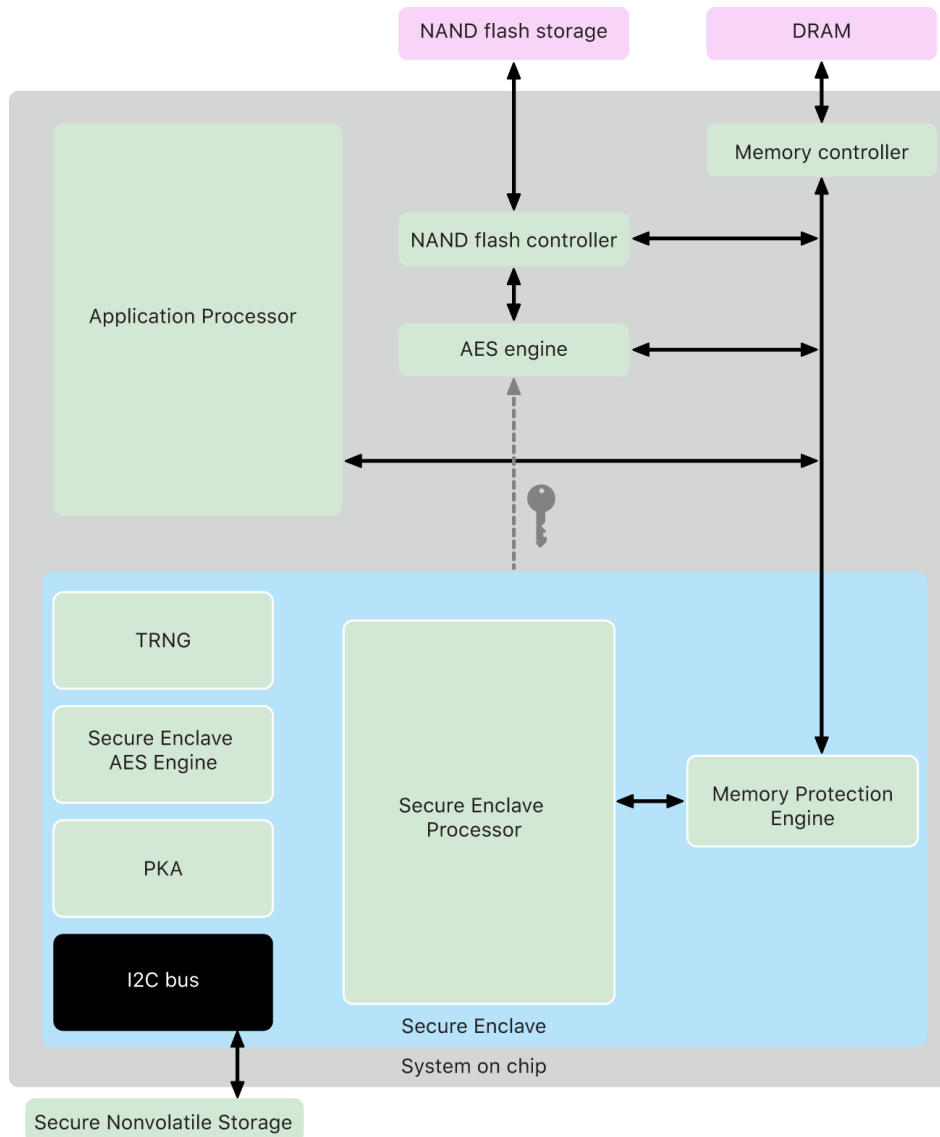 NAND flash storage
DRAM
Memory controller
NAND flash controller
Application Processor
AES engine
TRNG
Secure Enclave
AES Engine
Secure Enclave
Processor
Memory Protection
Engine
PKA
I2C bus
Secure Enclave
System on chip
Secure Nonvolatile Storage